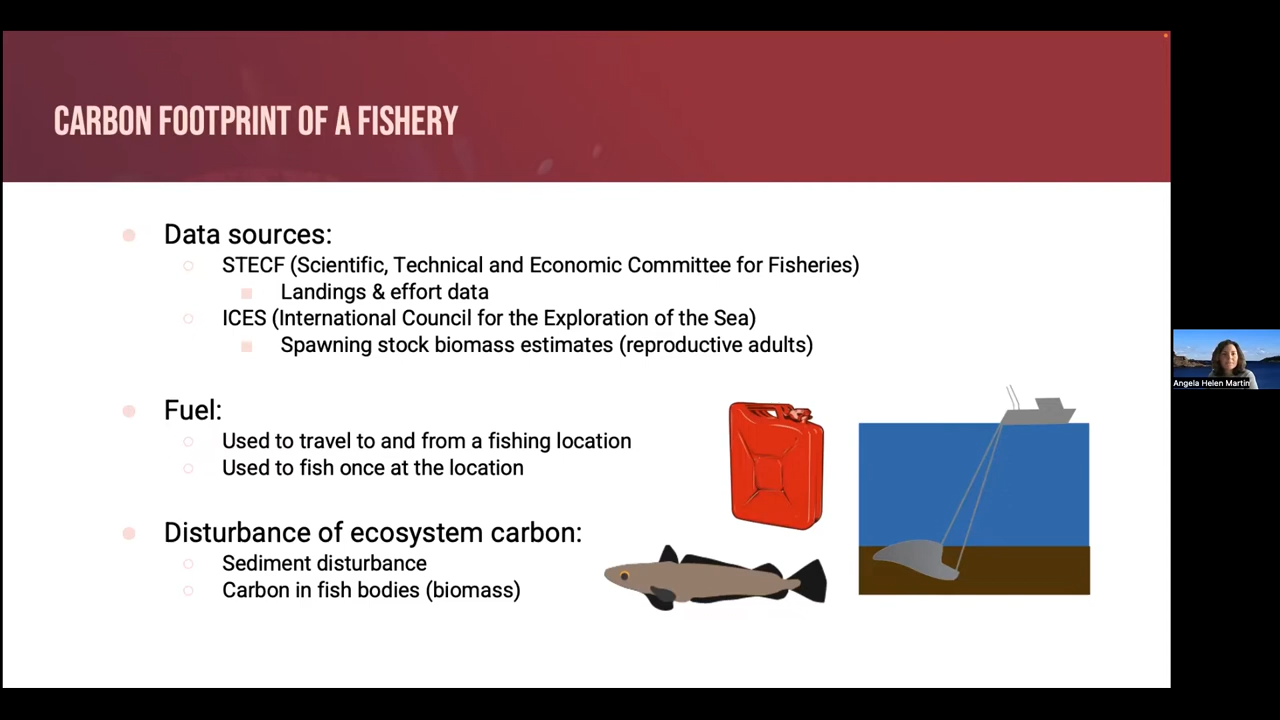 CARBON FOOTPRINT OF A FISHERY
Data sources:
STECF (Scientific, Technical and Economic Committee for Fisheries)
Landings & effort data
ICES (International Council for the Exploration of the Sea)
Spawning stock biomass estimates (reproductive adults)
Fuel:
Used to travel to and from a fishing location
Used to fish once at the location
Disturbance of ecosystem carbon:
Sediment disturbance
Carbon in fish bodies (biomass)
Angela Helen Martin